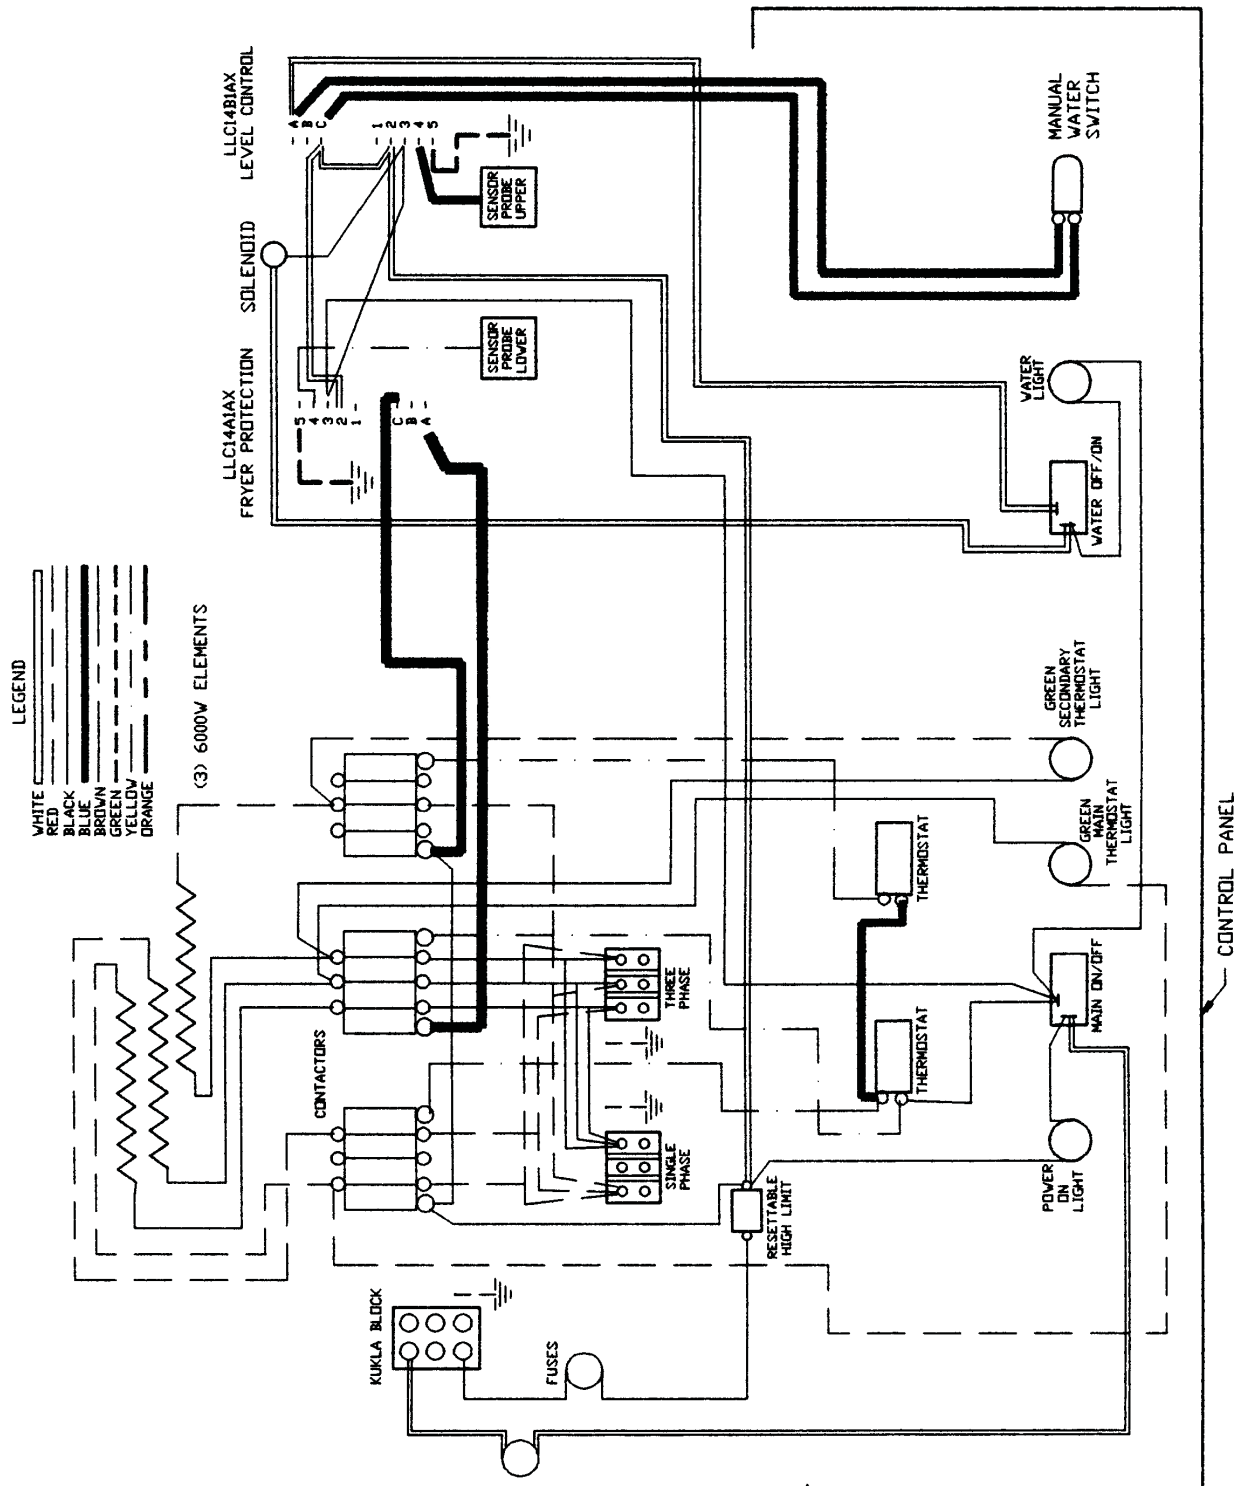 LEGEND
WHITE
RED
BLACK
BLUE
BROWN
GREEN
YELLOW
ORANGE
(3) 6000W ELEMENTS
LLC14A1AX
FRYER PROTECTION
5
4
3
2
1
C
B
A
SOLENOID
LLC14B1AX
LEVEL CONTROL
A
B
C
1
2
3
4
5
SENSOR
PROBE
UPPER
SENSOR
PROBE
LOWER
CONTACTORS
THREE
PHASE
SINGLE
PHASE
KUKLA BLOCK
FUSES
RESETTABLE
HIGH LIMIT
THERMOSTAT
THERMOSTAT
POWER
ON
LIGHT
MAIN ON/OFF
GREEN
MAIN
THERMOSTAT
LIGHT
GREEN
SECONDARY
THERMOSTAT
LIGHT
WATER OFF/ON
WATER
LIGHT
MANUAL
WATER
SWITCH
CONTROL PANEL